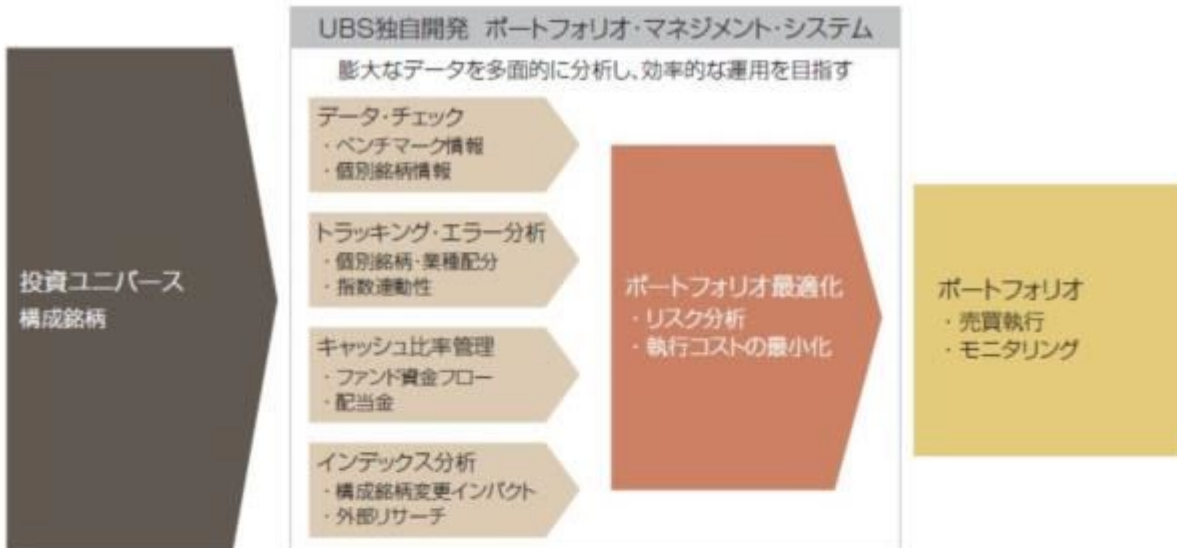 UBS独自開発 ポートフォリオ・マネジメント・システム
膨大なデータを多面的に分析し、効率的な運用を目指す
投資ユニバース
構成銘柄
データ・チェック
・ベンチマーク情報
・個別銘柄情報
トラッキング・エラー分析
・個別銘柄・業種配分
・指数連動性
キャッシュ比率管理
・ファンド資金フロー
・配当金
インデックス分析
・構成銘柄変更インパクト
・外部リサーチ
ポートフォリオ最適化
・リスク分析
・執行コストの最小化
ポートフォリオ
・売買執行
・モニタリング